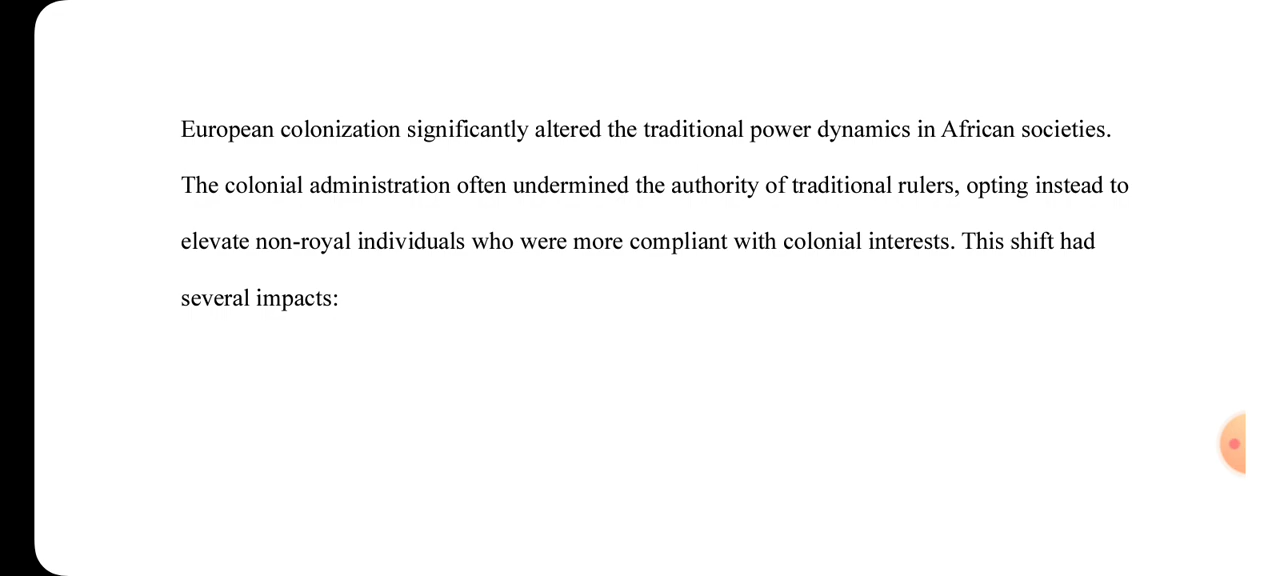 European colonization significantly altered the traditional power dynamics in African societies.
The colonial administration often undermined the authority of traditional rulers, opting instead to
elevate non-royal individuals who were more compliant with colonial interests. This shift had
several impacts: